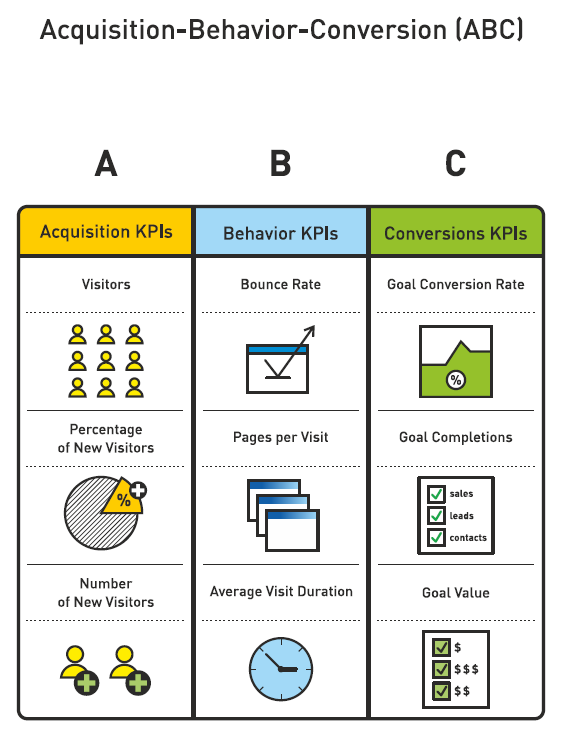 Acquisition-Behavior-Conversion (ABC)
A
B
C
Acquisition KPIs
Behavior KPIs
Conversions KPIs
Visitors
Bounce Rate
Goal Conversion Rate
%
Percentage
of New Visitors
Pages per Visit
Goal Completions
%
sales
leads
contacts
Number
of New Visitors
Average Visit Duration
Goal Value
$
$$$
$$